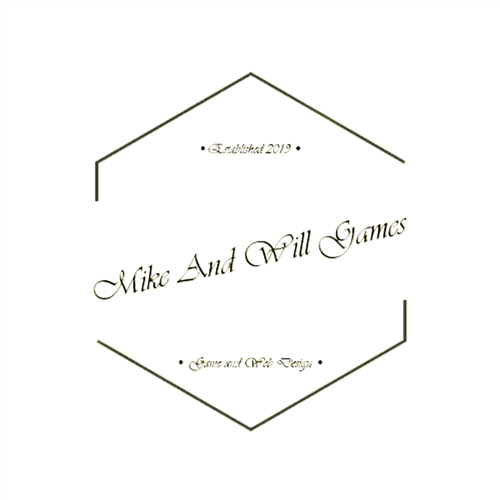 • Established 2019 •
Mike And Will Games
• Game and Web Design •